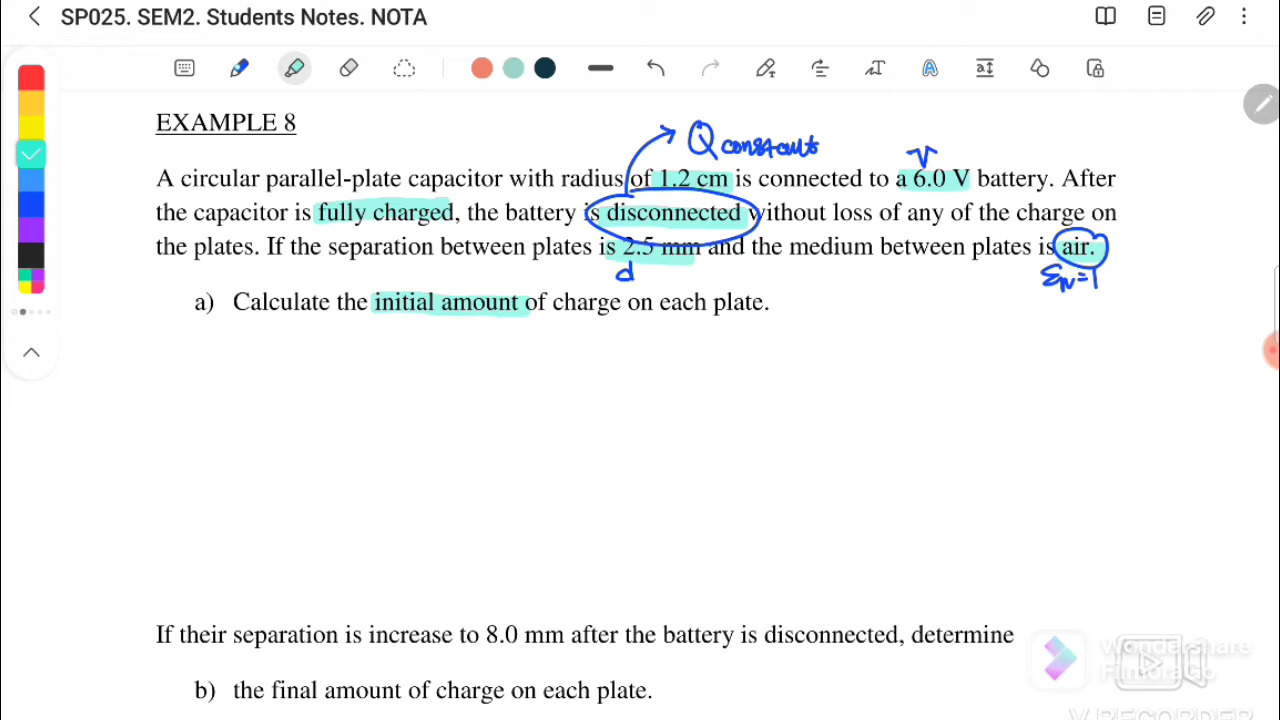 SP025. SEM2. Students Notes. NOTA
EXAMPLE 8
Q constant
V
A circular parallel-plate capacitor with radius of 1.2 cm is connected to a 6.0 V battery. After
the capacitor is fully charged, the battery is disconnected without loss of any of the charge on
the plates. If the separation between plates is 2.5 mm and the medium between plates is air.
d
εr=1
a) Calculate the initial amount of charge on each plate.
If their separation is increase to 8.0 mm after the battery is disconnected, determine
Wondershare
Filmora
b) the final amount of charge on each plate.
V RECORDER